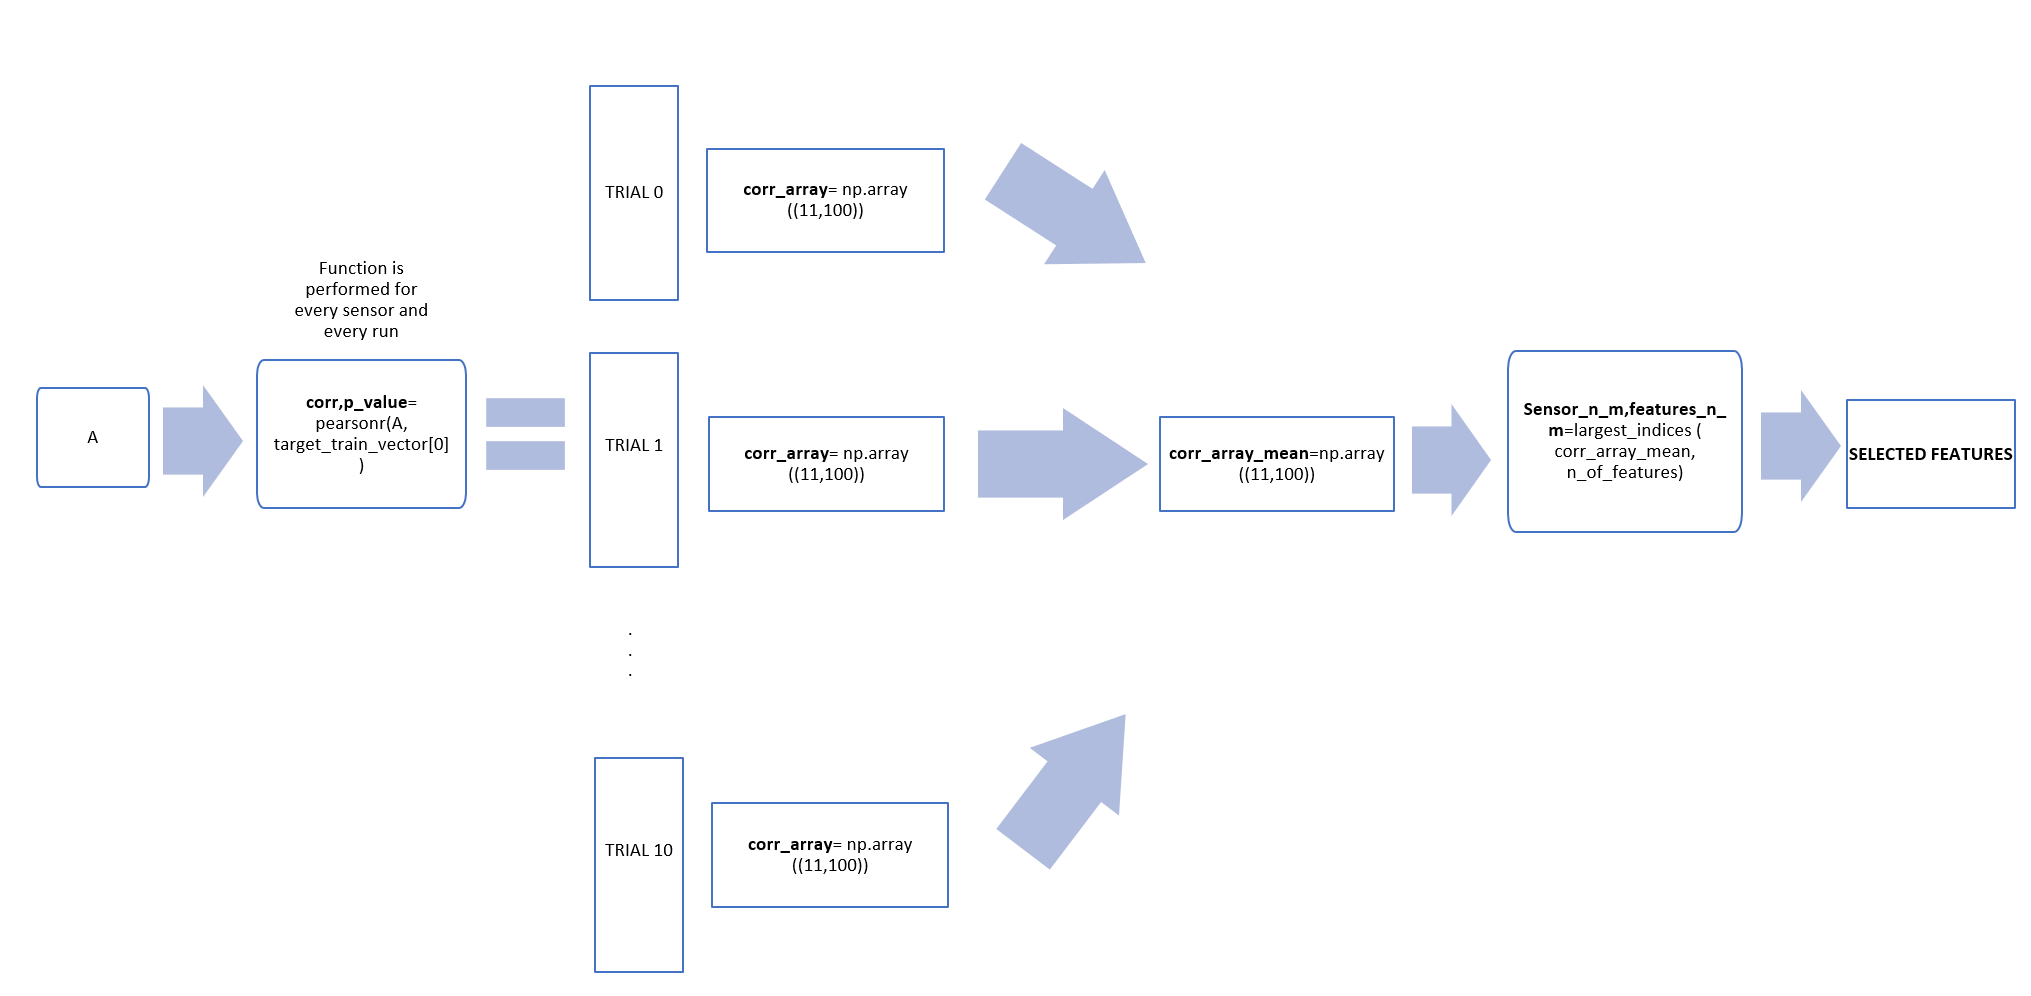 TRIAL 0
corr_array= np.array
((11,100))
Function is
performed for
every sensor and
every run
A
corr,p_value=
pearsonr(A,
target_train_vector[0]
)
TRIAL 1
corr_array= np.array
((11,100))
corr_array_mean=np.array
((11,100))
Sensor_n_m,features_n_
m=largest_indices (
corr_array_mean,
n_of_features)
SELECTED FEATURES
.
.
.
TRIAL 10
corr_array= np.array
((11,100))